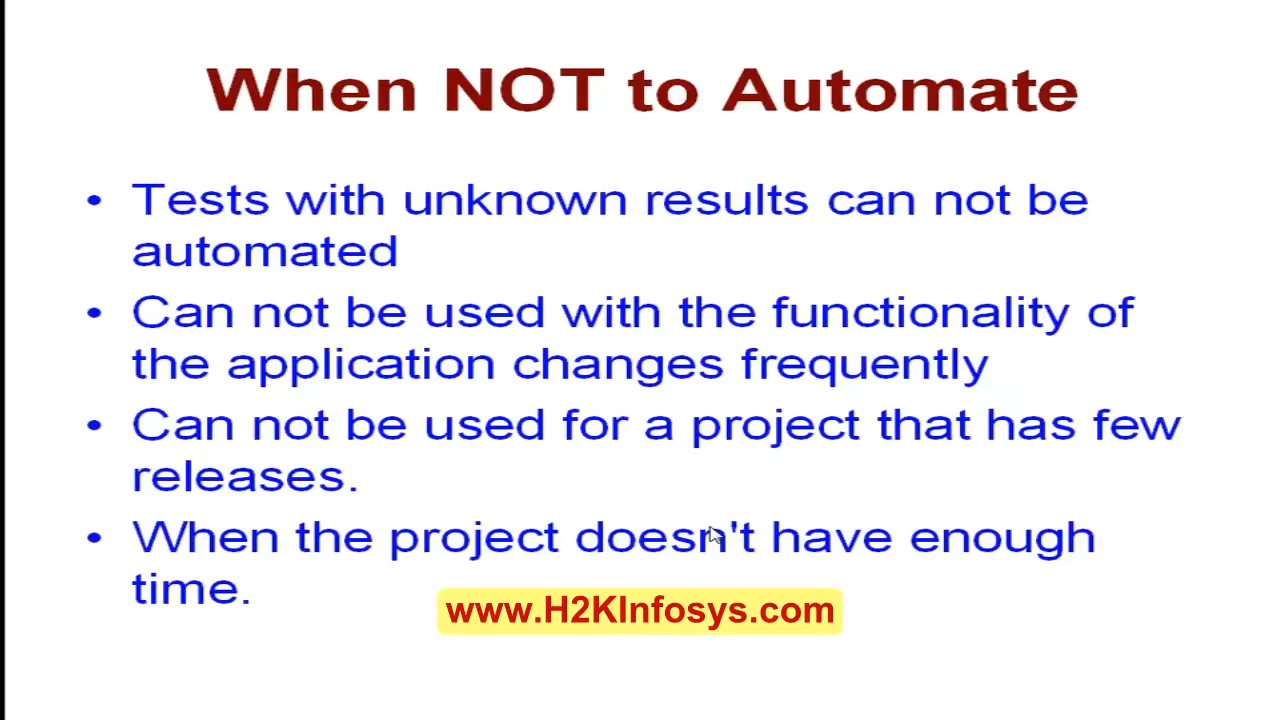 When NOT to Automate
• Tests with unknown results can not be
automated
• Can not be used with the functionality of
the application changes frequently
• Can not be used for a project that has few
releases.
• When the project doesn't have enough
time.
www.H2KInfosys.com